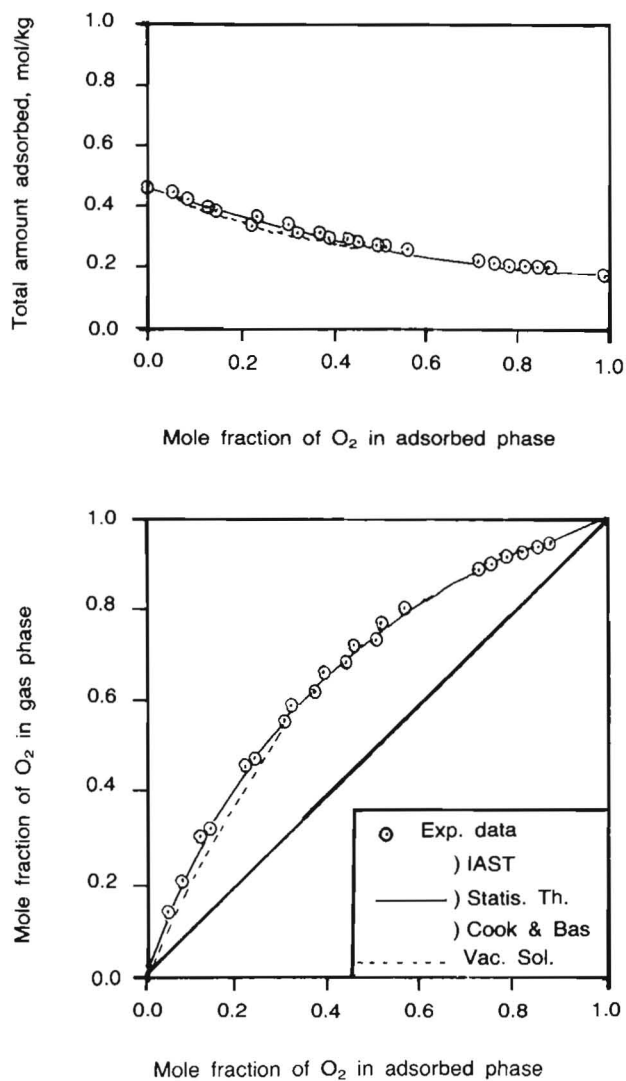 Total amount adsorbed, mol/kg
1.0
0.8
0.6
0.4
0.2
0.0
0.0 0.2 0.4 0.6 0.8 1.0
Mole fraction of O₂ in adsorbed phase
Mole fraction of O₂ in gas phase
1.0
0.8
0.6
0.4
0.2
0.0
Exp. data
) IAST
) Statis. Th.
) Cook & Bas
Vac. Sol.
0.0 0.2 0.4 0.6 0.8 1.0
Mole fraction of O₂ in adsorbed phase